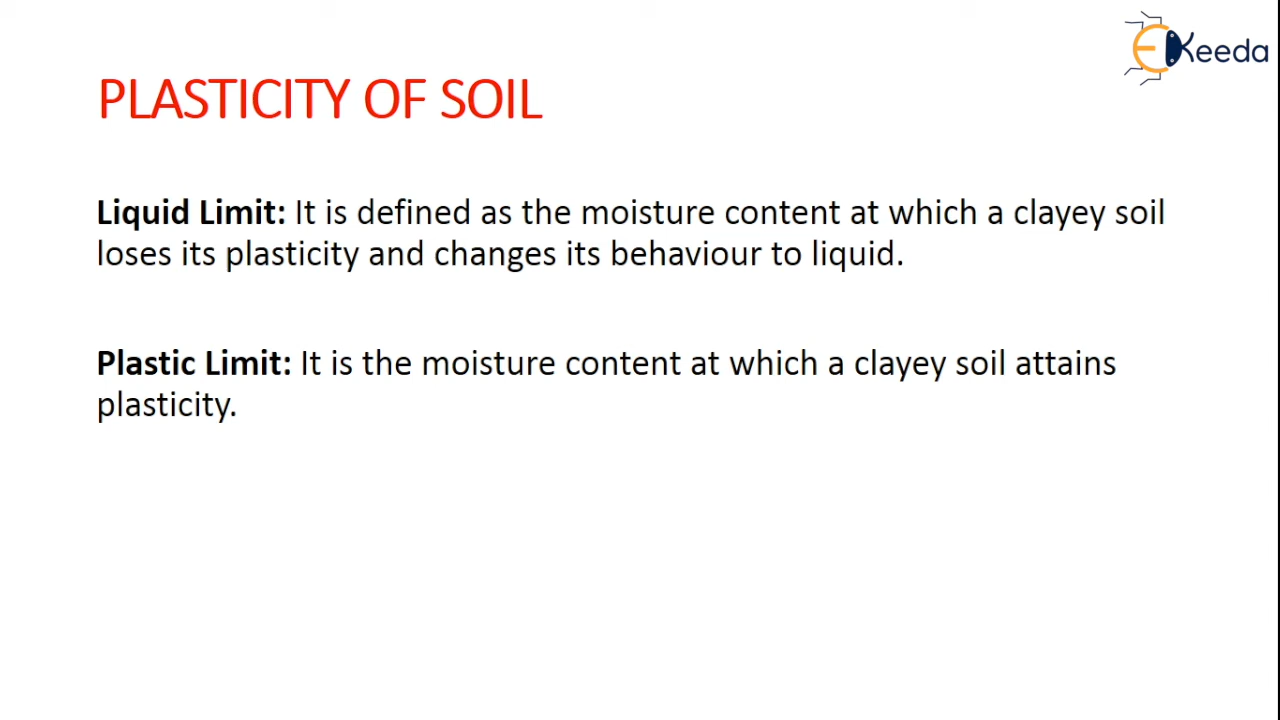 EKeeda
PLASTICITY OF SOIL
Liquid Limit: It is defined as the moisture content at which a clayey soil
loses its plasticity and changes its behaviour to liquid.
Plastic Limit: It is the moisture content at which a clayey soil attains
plasticity.